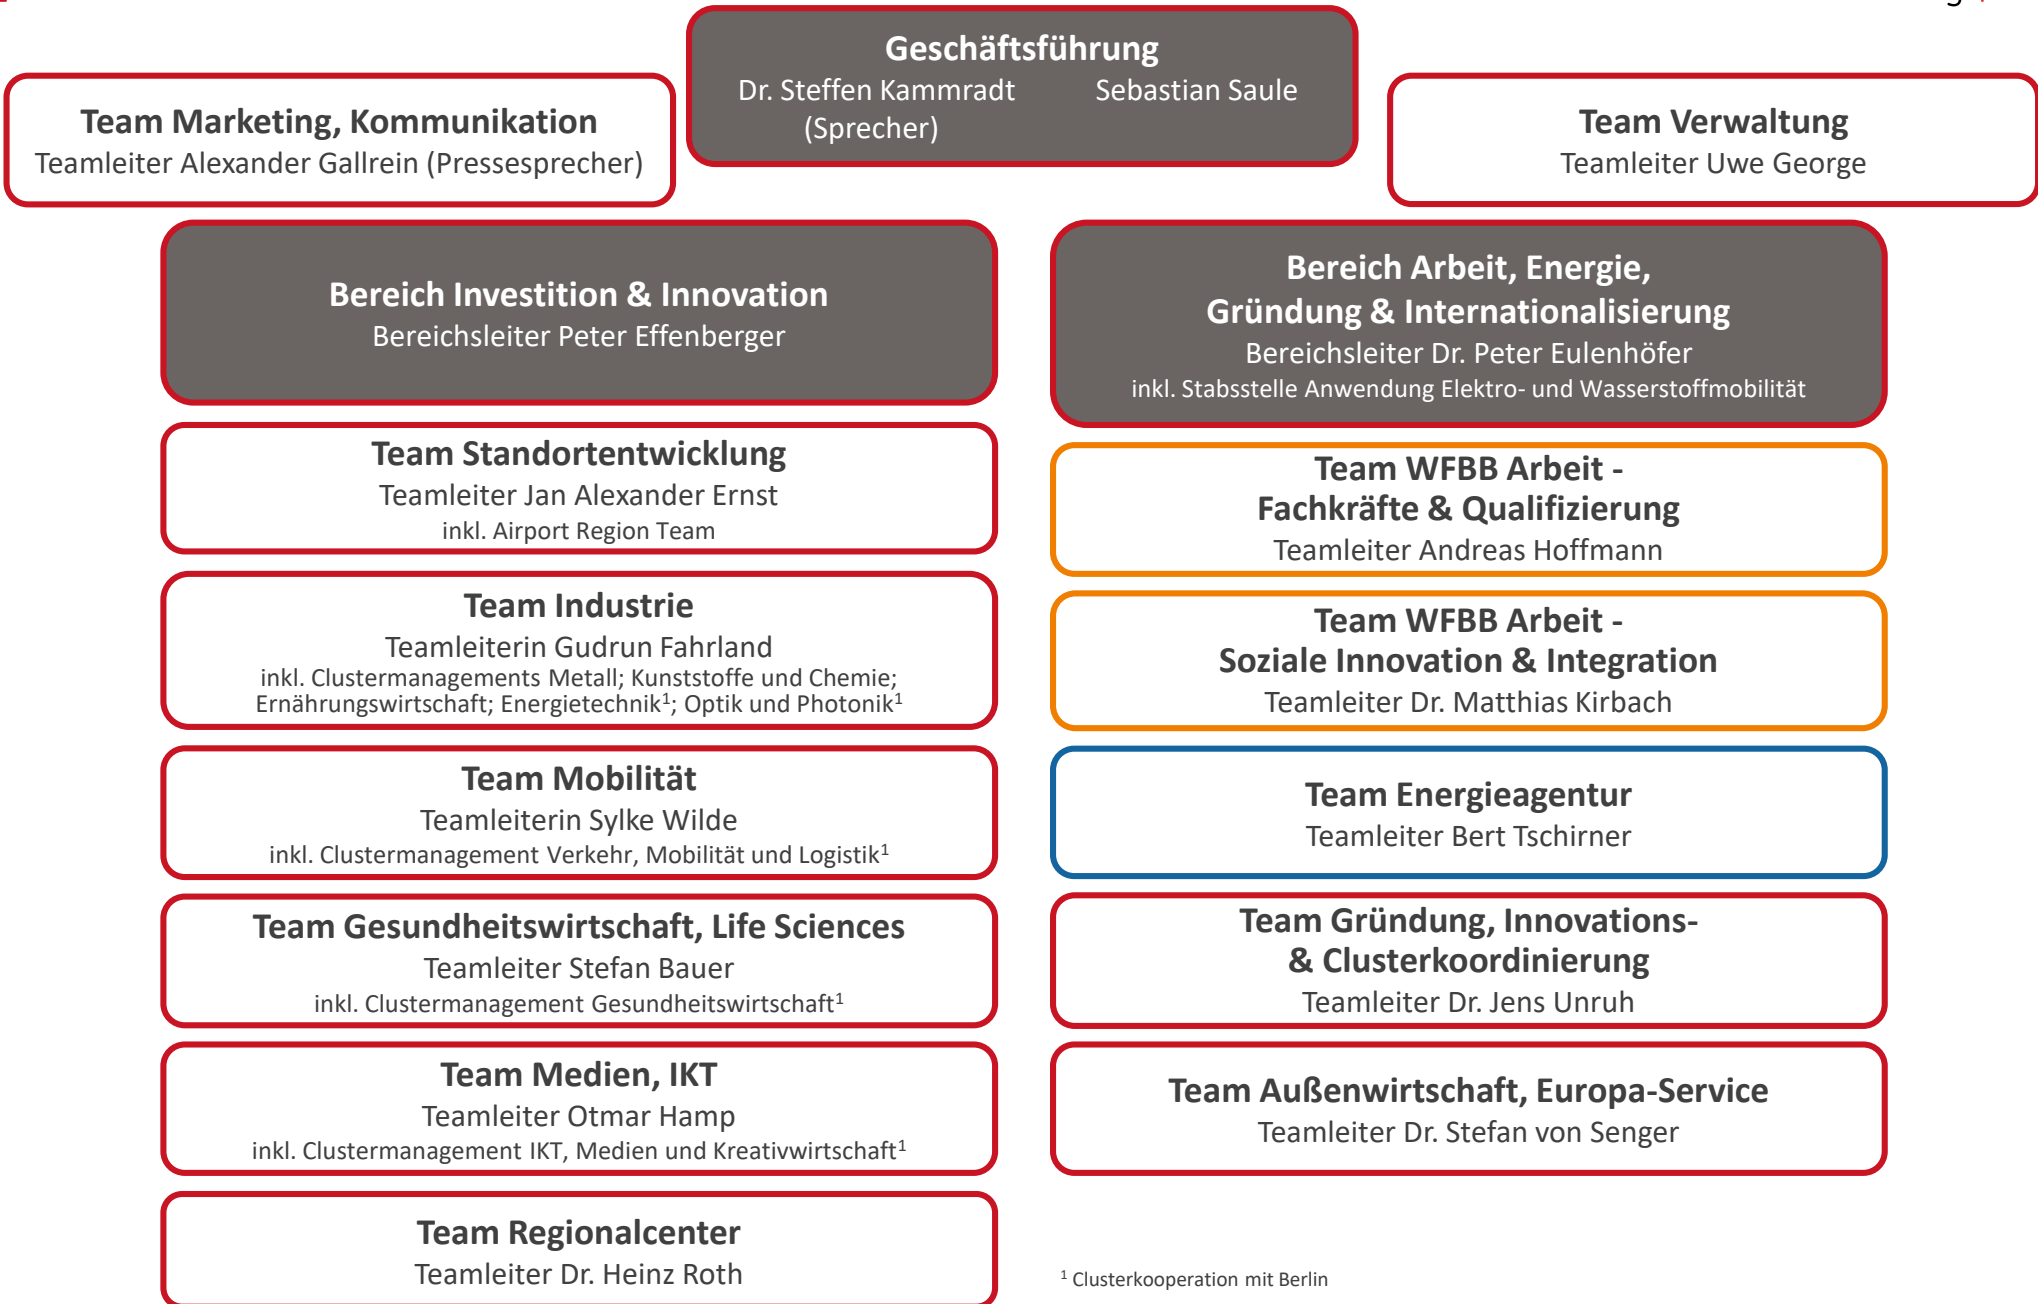 Geschäftsführung
Dr. Steffen Kammradt Sebastian Saule
(Sprecher)
Team Marketing, Kommunikation
Teamleiter Alexander Gallrein (Pressesprecher)
Team Verwaltung
Teamleiter Uwe George
Bereich Investition & Innovation
Bereichsleiter Peter Effenberger
Team Standortentwicklung
Teamleiter Jan Alexander Ernst
inkl. Airport Region Team
Team Industrie
Teamleiterin Gudrun Fahrland
inkl. Clustermanagements Metall; Kunststoffe und Chemie;
Ernährungswirtschaft; Energietechnik¹; Optik und Photonik¹
Team Mobilität
Teamleiterin Sylke Wilde
inkl. Clustermanagement Verkehr, Mobilität und Logistik¹
Team Gesundheitswirtschaft, Life Sciences
Teamleiter Stefan Bauer
inkl. Clustermanagement Gesundheitswirtschaft¹
Team Medien, IKT
Teamleiter Otmar Hamp
inkl. Clustermanagement IKT, Medien und Kreativwirtschaft¹
Team Regionalcenter
Teamleiter Dr. Heinz Roth
Bereich Arbeit, Energie,
Gründung & Internationalisierung
Bereichsleiter Dr. Peter Eulenhöfer
inkl. Stabsstelle Anwendung Elektro- und Wasserstoffmobilität
Team WFBB Arbeit -
Fachkräfte & Qualifizierung
Teamleiter Andreas Hoffmann
Team WFBB Arbeit -
Soziale Innovation & Integration
Teamleiter Dr. Matthias Kirbach
Team Energieagentur
Teamleiter Bert Tschirner
Team Gründung, Innovations-
& Clusterkoordinierung
Teamleiter Dr. Jens Unruh
Team Außenwirtschaft, Europa-Service
Teamleiter Dr. Stefan von Senger
¹ Clusterkooperation mit Berlin